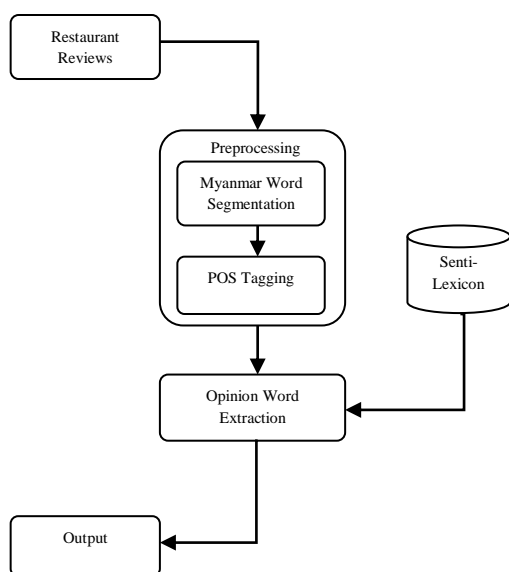 Restaurant
Reviews
Preprocessing
Myanmar Word
Segmentation
POS Tagging
Senti-
Lexicon
Opinion Word
Extraction
Output